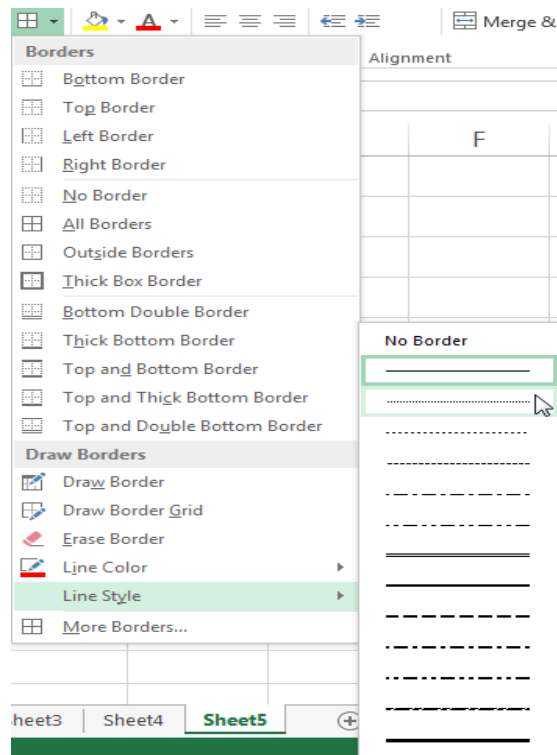 Merge &
Borders
Alignment
Bottom Border
Top Border
F
Left Border
Right Border
No Border
All Borders
Outside Borders
Thick Box Border
Bottom Double Border
Thick Bottom Border
No Border
Top and Bottom Border
Top and Thick Bottom Border
Top and Double Bottom Border
Draw Borders
Draw Border
Draw Border Grid
Erase Border
Line Color
Line Style
More Borders...
heet3 Sheet4 Sheet5